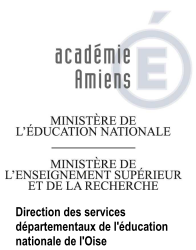 académie
Amiens
É
MINISTÈRE DE
L'ÉDUCATION NATIONALE
MINISTÈRE DE
L'ENSEIGNEMENT SUPÉRIEUR
ET DE LA RECHERCHE
Direction des services
départementaux de l'éducation
nationale de l'Oise